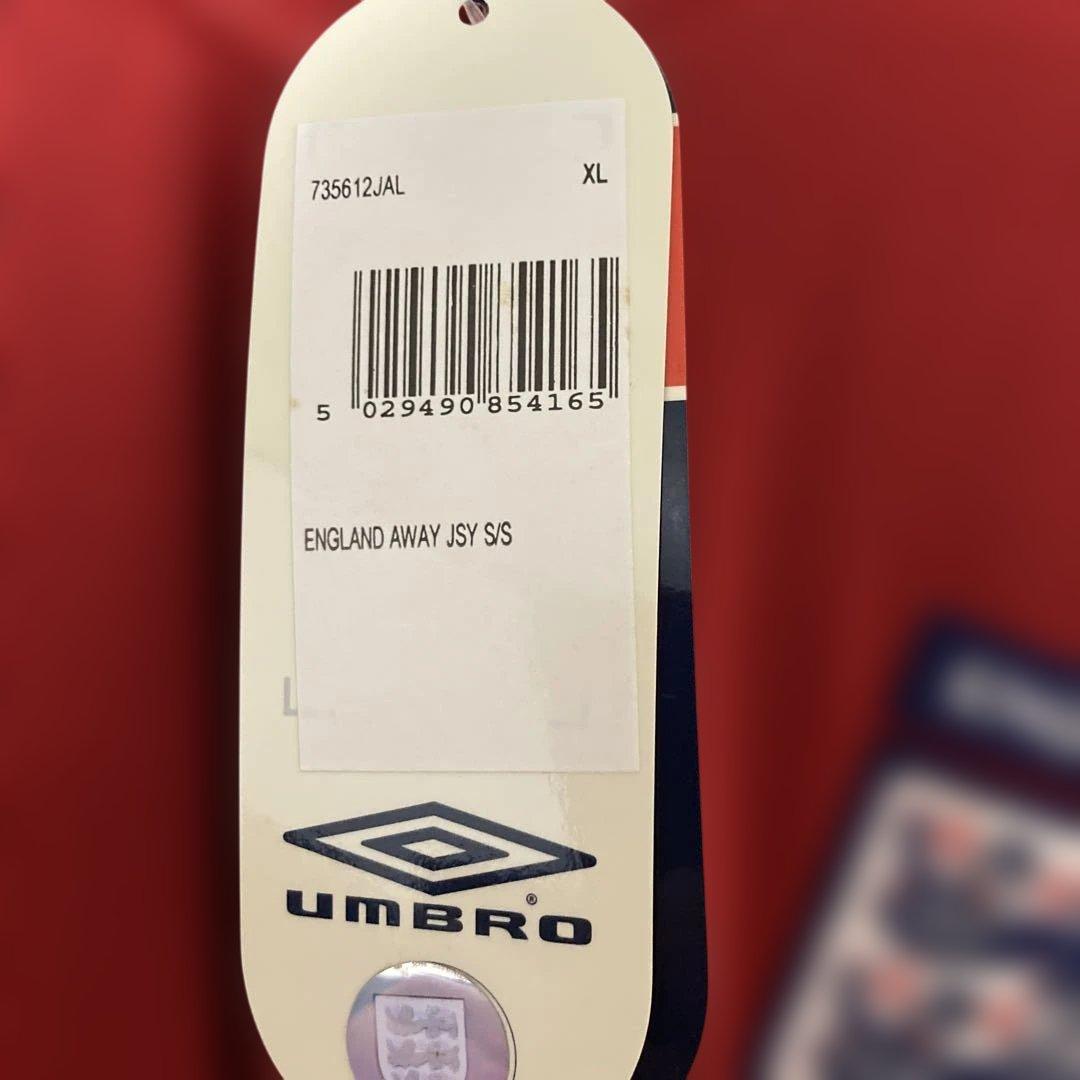 735612JAL XL
5 029490 854165
ENGLAND AWAY JSY S/S
UMBRO®